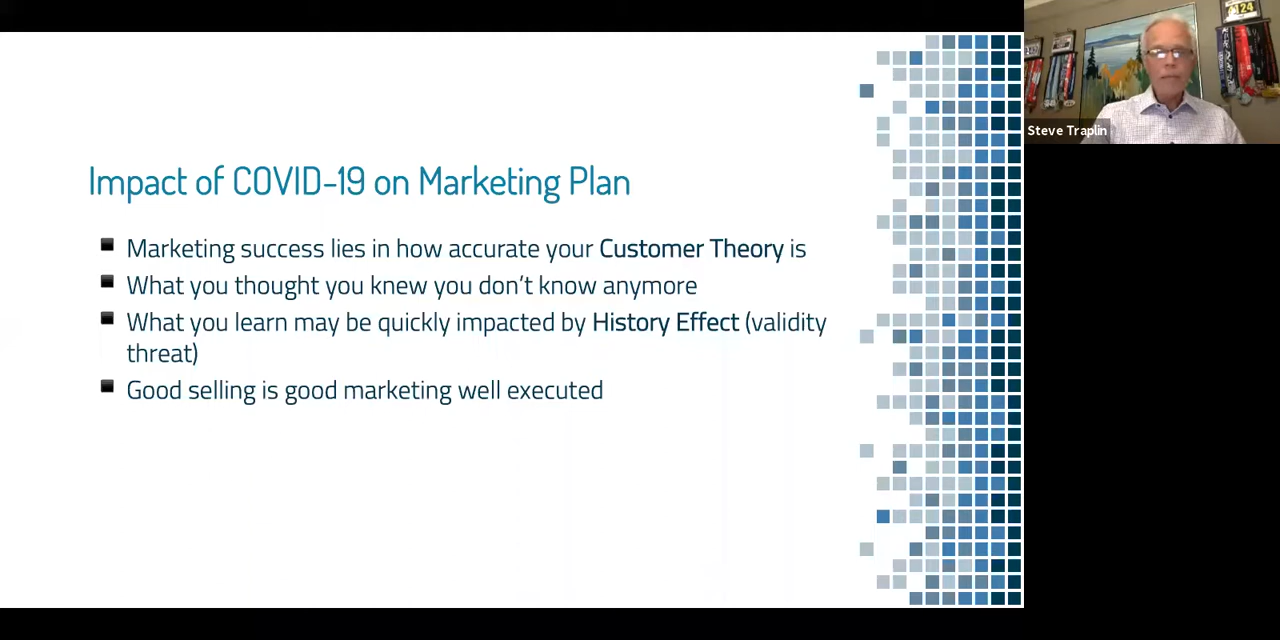 Impact of COVID-19 on Marketing Plan
Marketing success lies in how accurate your Customer Theory is
What you thought you knew you don't know anymore
What you learn may be quickly impacted by History Effect (validity
threat)
Good selling is good marketing well executed
124
Steve Traplin